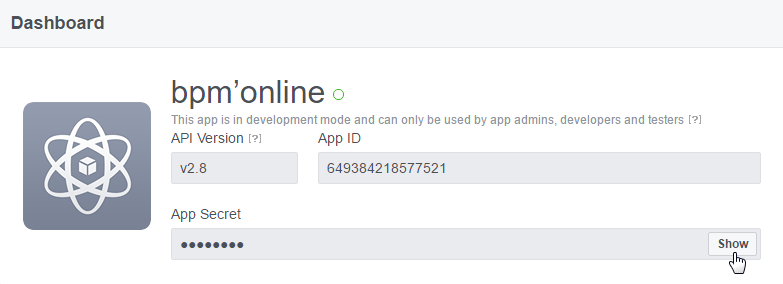 Dashboard
bpm’online
This app is in development mode and can only be used by app admins, developers and testers [?]
API Version [?] App ID
v2.8 649384218577521
App Secret
●●●●●●●● Show